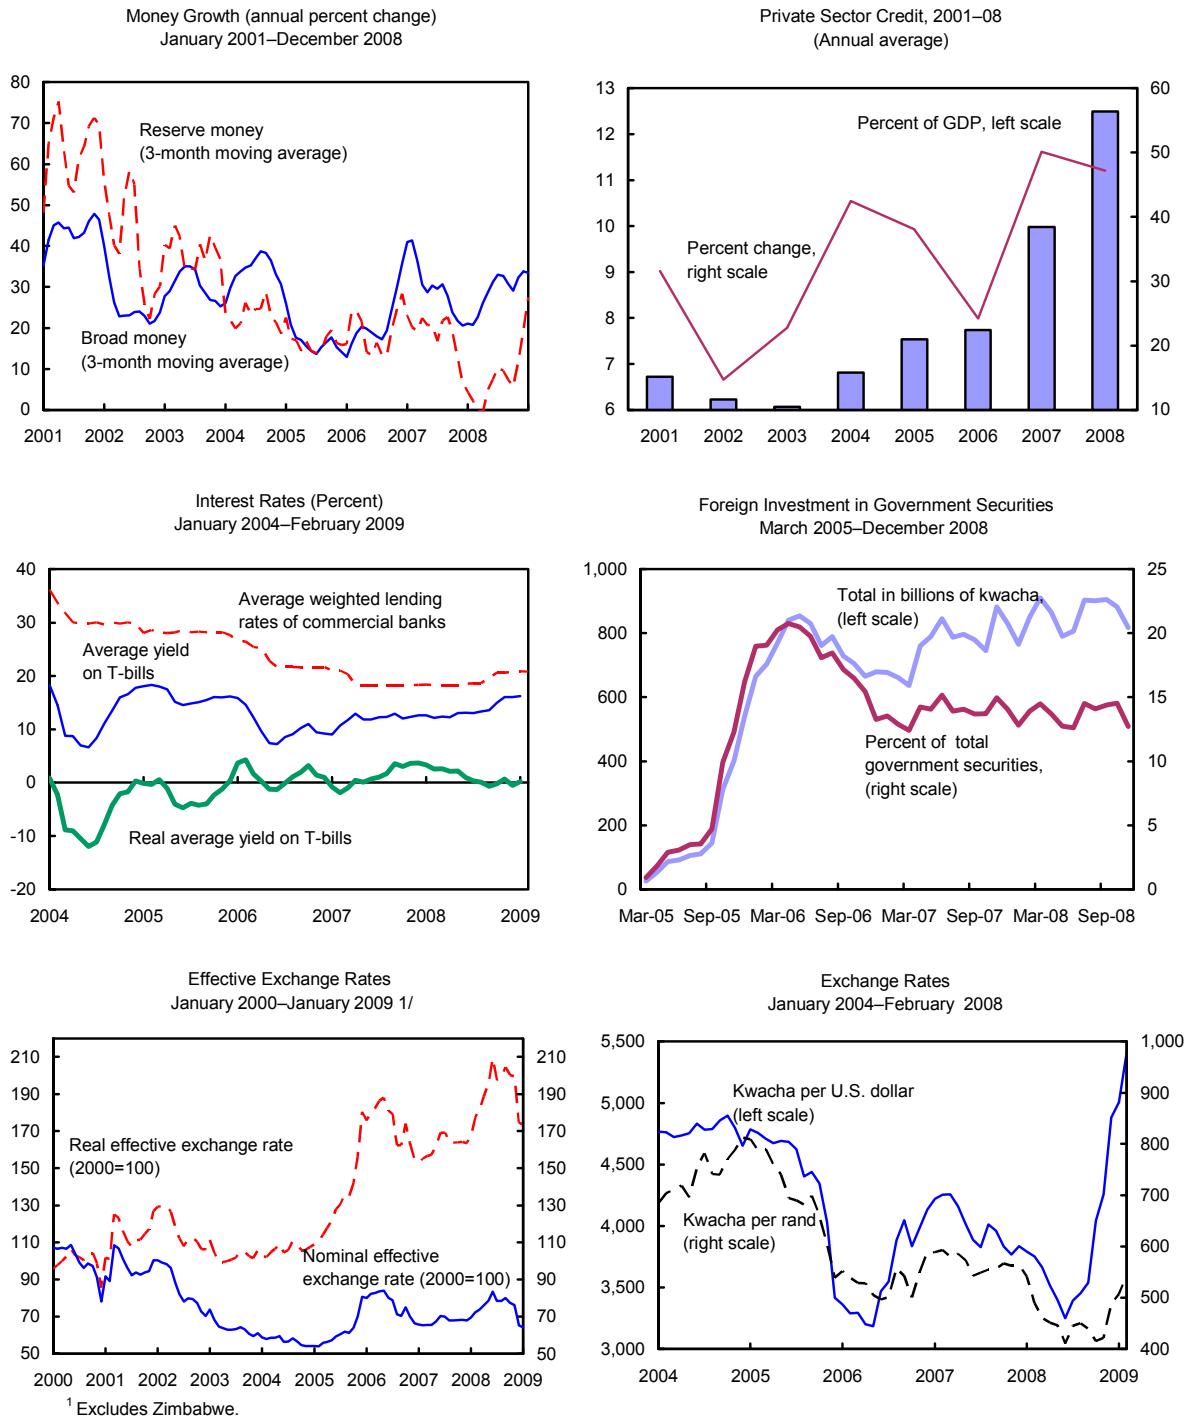 Money Growth (annual percent change)
January 2001–December 2008
80
70
60
50
40
30
20
10
0
Reserve money
(3-month moving average)
Broad money
(3-month moving average)
2001 2002 2003 2004 2005 2006 2007 2008
Private Sector Credit, 2001–08
(Annual average)
13
12
11
10
9
8
7
6
Percent of GDP, left scale
Percent change,
right scale
60
50
40
30
20
10
2001 2002 2003 2004 2005 2006 2007 2008
Interest Rates (Percent)
January 2004–February 2009
40
30
20
10
0
-10
-20
Average weighted lending
rates of commercial banks
Average yield
on T-bills
Real average yield on T-bills
2004 2005 2006 2007 2008 2009
Foreign Investment in Government Securities
March 2005–December 2008
1,000
800
600
400
200
0
Total in billions of kwacha,
(left scale)
Percent of total
government securities,
(right scale)
25
20
15
10
5
0
Mar-05 Sep-05 Mar-06 Sep-06 Mar-07 Sep-07 Mar-08 Sep-08
Effective Exchange Rates
January 2000–January 2009 1/
210
190
170
150
130
110
90
70
50
Real effective exchange rate
(2000=100)
Nominal effective
exchange rate (2000=100)
210
190
170
150
130
110
90
70
50
2000 2001 2002 2003 2004 2005 2006 2007 2008 2009
Exchange Rates
January 2004–February 2008
5,500
5,000
4,500
4,000
3,500
3,000
Kwacha per U.S. dollar
(left scale)
Kwacha per rand
(right scale)
1,000
900
800
700
600
500
400
2004 2005 2006 2007 2008 2009
1 Excludes Zimbabwe.